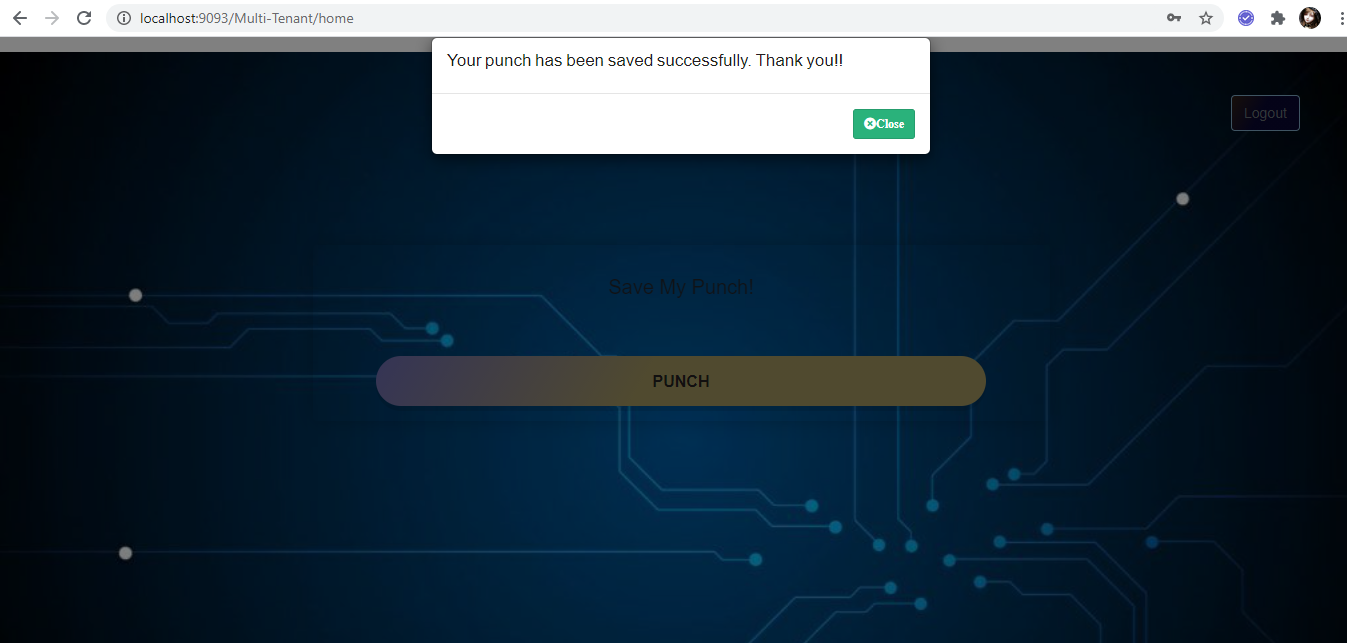 localhost:9093/Multi-Tenant/home
Your punch has been saved successfully. Thank you!!
Close
Logout
Save My Punch!
PUNCH